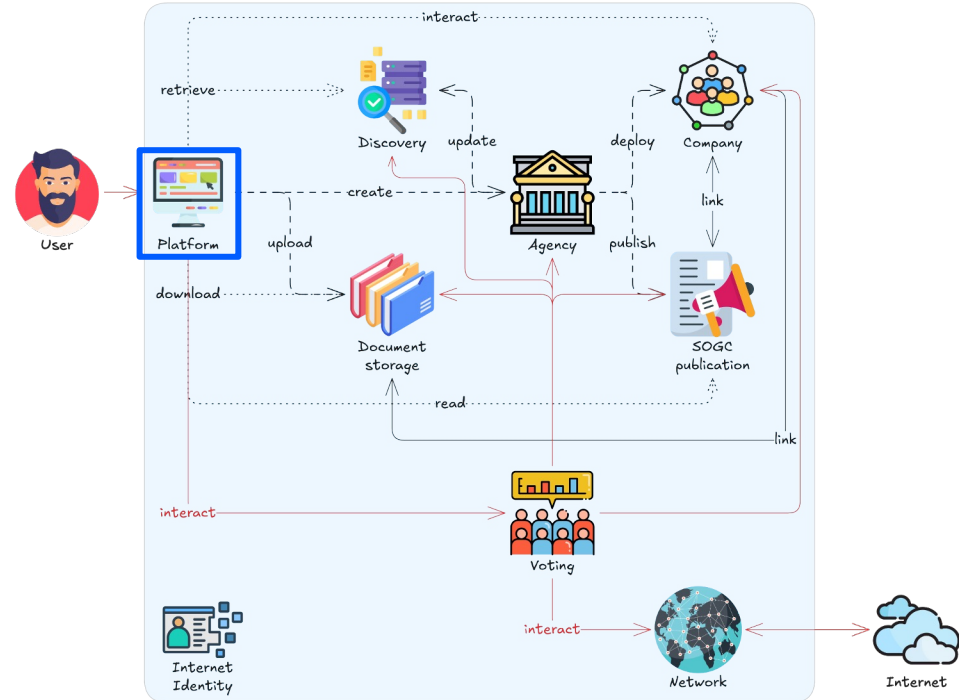 interact
retrieve
Discovery
update
deploy
Company
User
Platform
create
link
upload
Agency
publish
download
Document
storage
SOGC
publication
read
link
interact
Voting
interact
Internet
Identity
Network
Internet